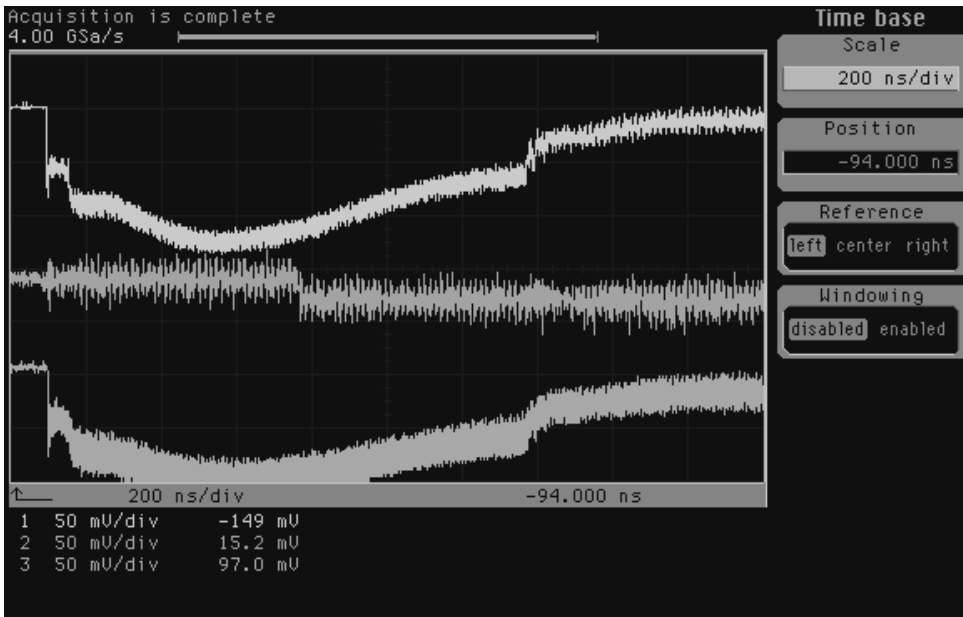 Acquisition is complete
4.00 GSa/s
Time base
Scale
200 ns/div
Position
-94.000 ns
Reference
left center right
Windowing
disabled enabled
200 ns/div -94.000 ns
1 50 mV/div -149 mV
2 50 mV/div 15.2 mV
3 50 mV/div 97.0 mV